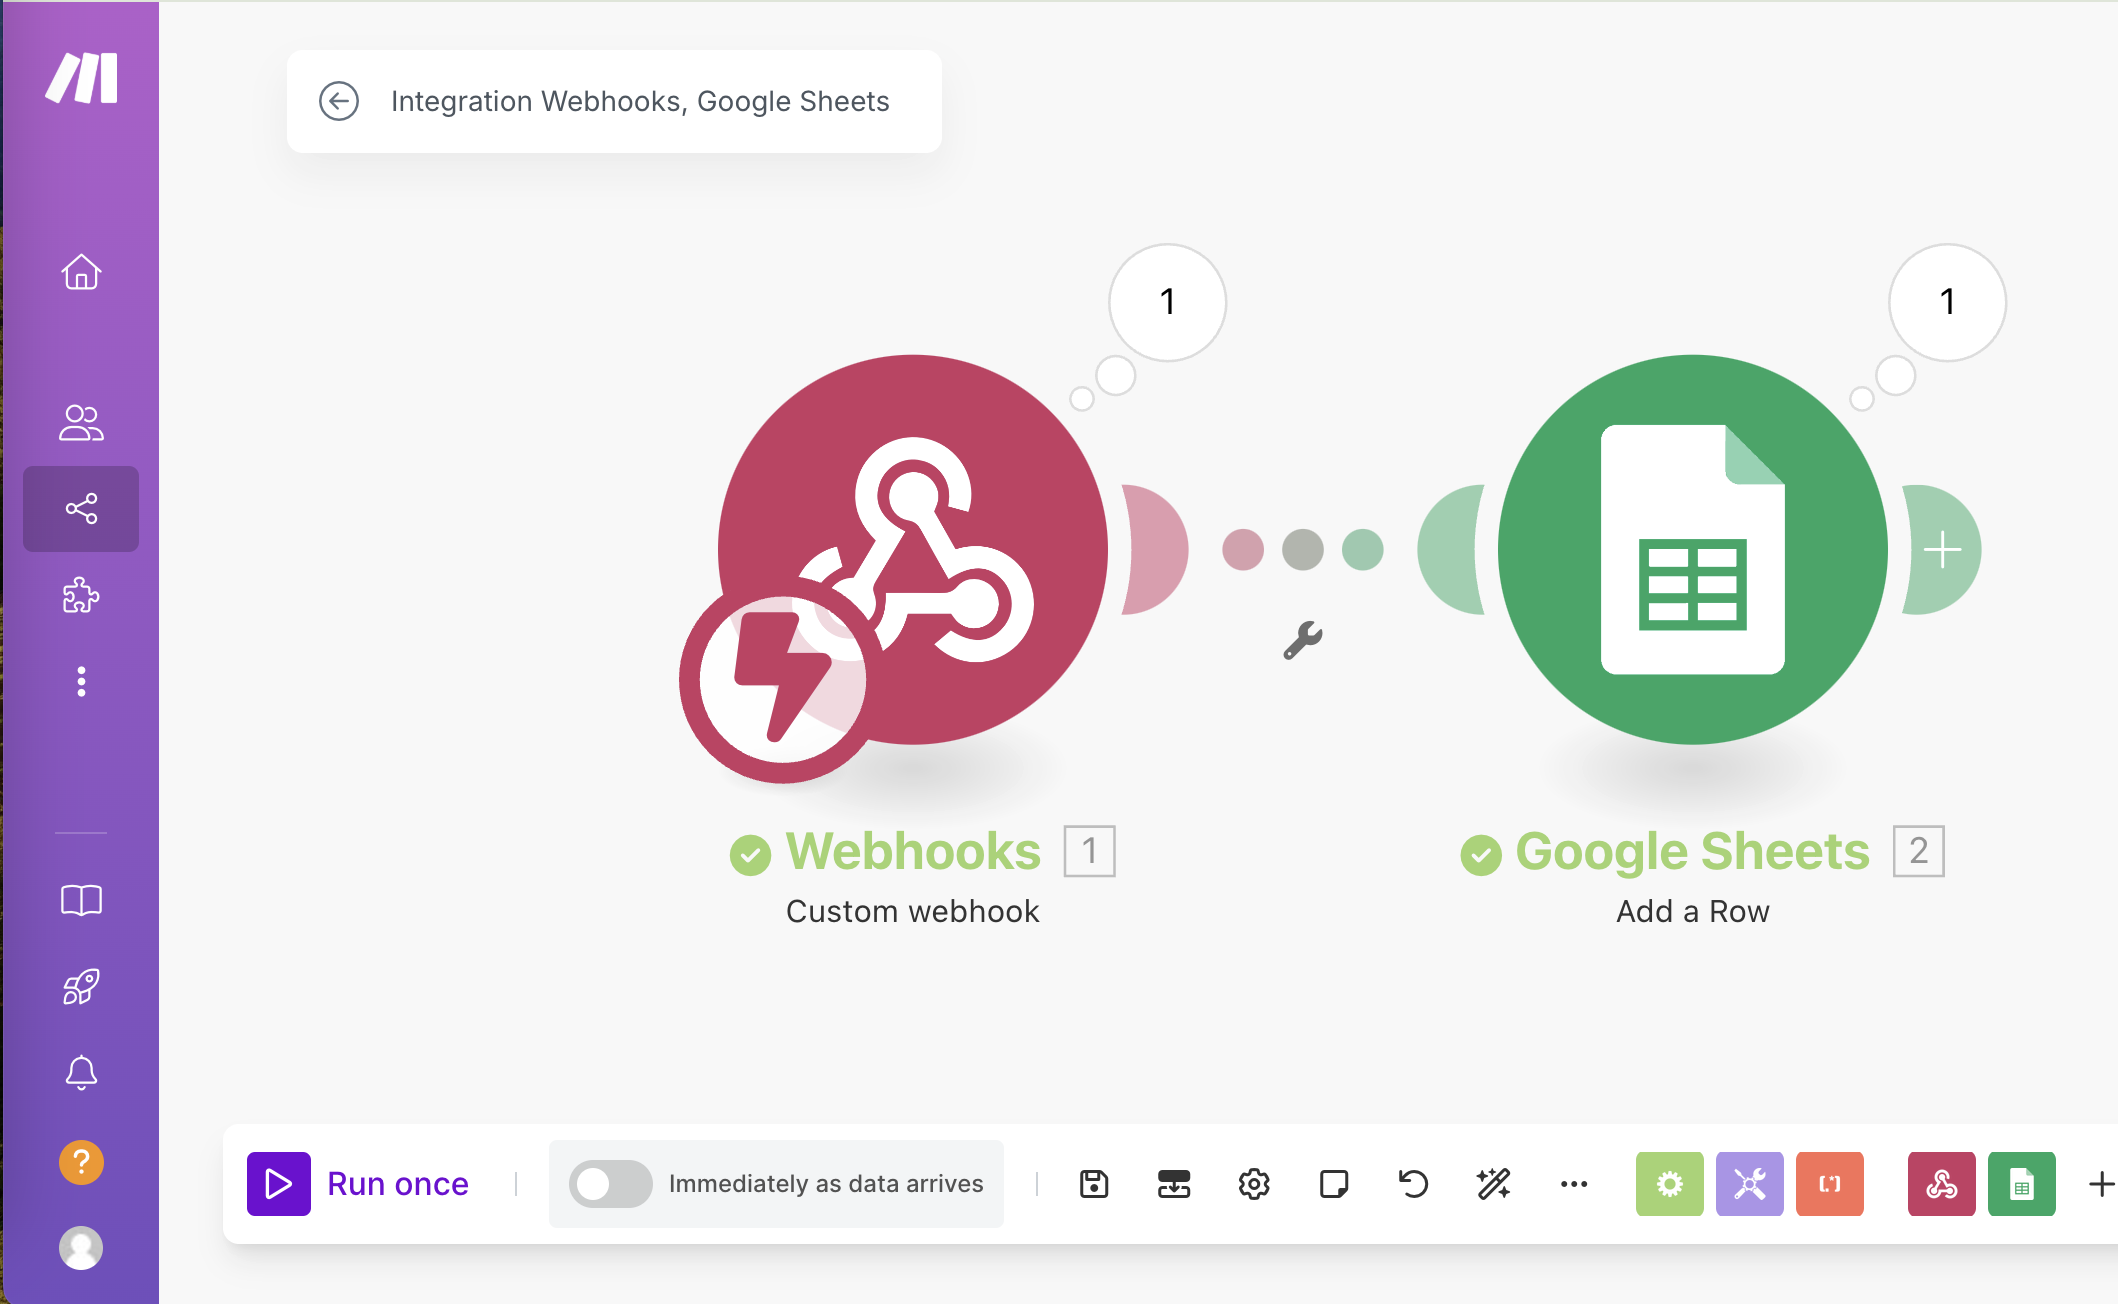 Integration Webhooks, Google Sheets
1
1
Webhooks 1
Custom webhook
Google Sheets 2
Add a Row
?
Run once
Immediately as data arrives
[.*]